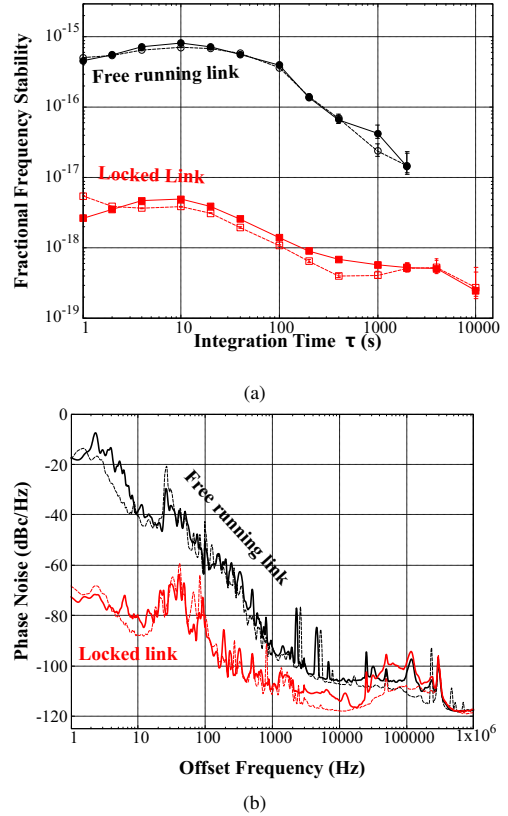 (a)
10^-15
10^-16
10^-17
10^-18
10^-19
Fractional Frequency Stability
Free running link
Locked Link
1 10 100 1000 10000
Integration Time τ (s)
(a)
(b)
0
-20
-40
-60
-80
-100
-120
Phase Noise (dBc/Hz)
Free running link
Locked link
1 10 100 1000 10000 100000 1x10^6
Offset Frequency (Hz)
(b)